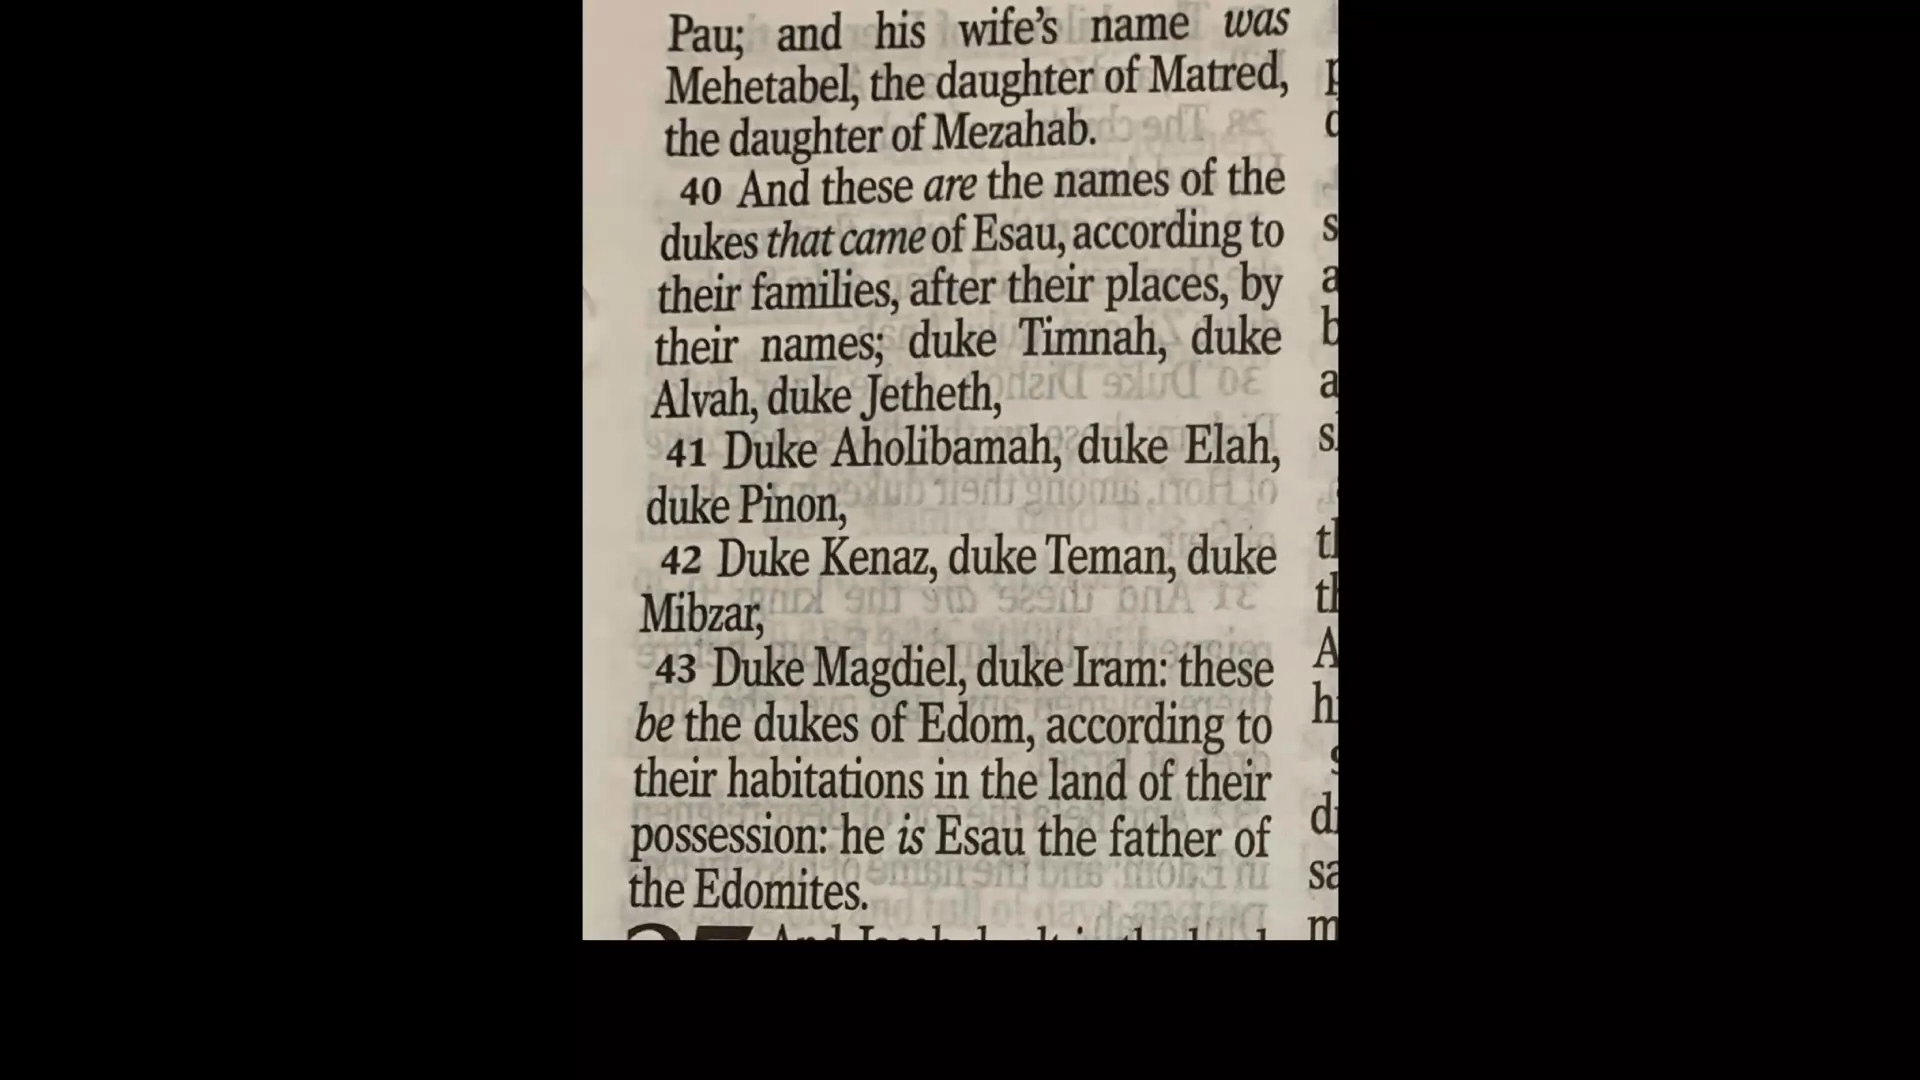 Pau; and his wife's name was
Mehetabel, the daughter of Matred,
the daughter of Mezahab.
40 And these are the names of the
dukes that came of Esau, according to
their families, after their places, by
their names; duke Timnah, duke
Alvah, duke Jetheth,
41 Duke Aholibamah, duke Elah,
duke Pinon,
42 Duke Kenaz, duke Teman, duke
Mibzar,
43 Duke Magdiel, duke Iram: these
be the dukes of Edom, according to
their habitations in the land of their
possession: he is Esau the father of
the Edomites.